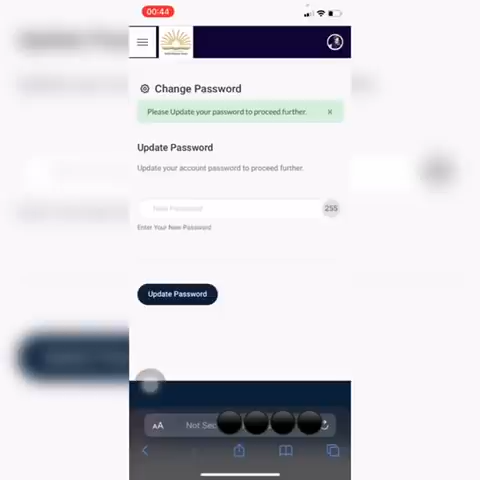 00:44
Change Password
Please Update your password to proceed further. ×
Update Password
Update your account password to proceed further.
New Password 255
Enter Your New Password
Update Password
AA Not Sec